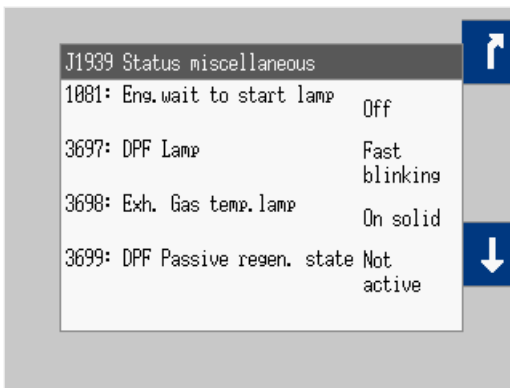 J1939 Status miscellaneous
1081: Eng.wait to start lamp Off
3697: DPF Lamp Fast
blinking
3698: Exh. Gas temp.lamp On solid
3699: DPF Passive regen. state Not
active